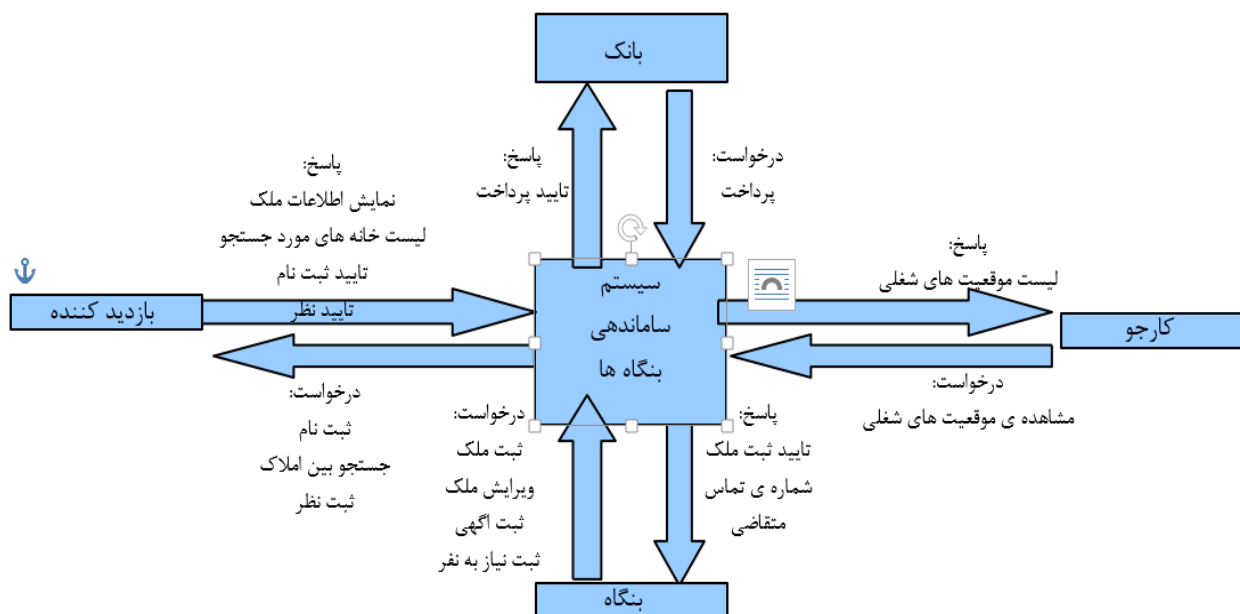 بانک
پاسخ:
تایید پرداخت
درخواست:
پرداخت
پاسخ:
نمایش اطلاعات ملک
لیست خانه های مورد جستجو
تایید ثبت نام
تایید نظر
پاسخ:
لیست موقعیت های شغلی
سیستم
ساماندهی
بنگاه ها
بازدید کننده
کارجو
درخواست:
ثبت نام
جستجو بین املاک
ثبت نظر
درخواست:
ثبت ملک
ویرایش ملک
ثبت اگهی
ثبت نیاز به نفر
پاسخ:
تایید ثبت ملک
شماره ی تماس
متقاضی
درخواست:
مشاهده ی موقعیت های شغلی
بنگاه